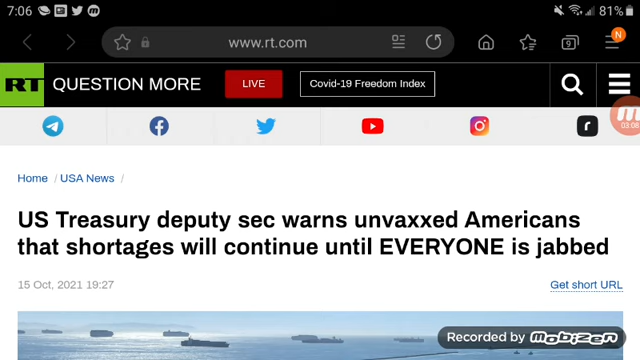 7:06
81%
www.rt.com
9
N
RT QUESTION MORE
LIVE
Covid-19 Freedom Index
03:08
Home / USA News /
US Treasury deputy sec warns unvaxxed Americans
that shortages will continue until EVERYONE is jabbed
15 Oct, 2021 19:27
Get short URL
Recorded by mobizen